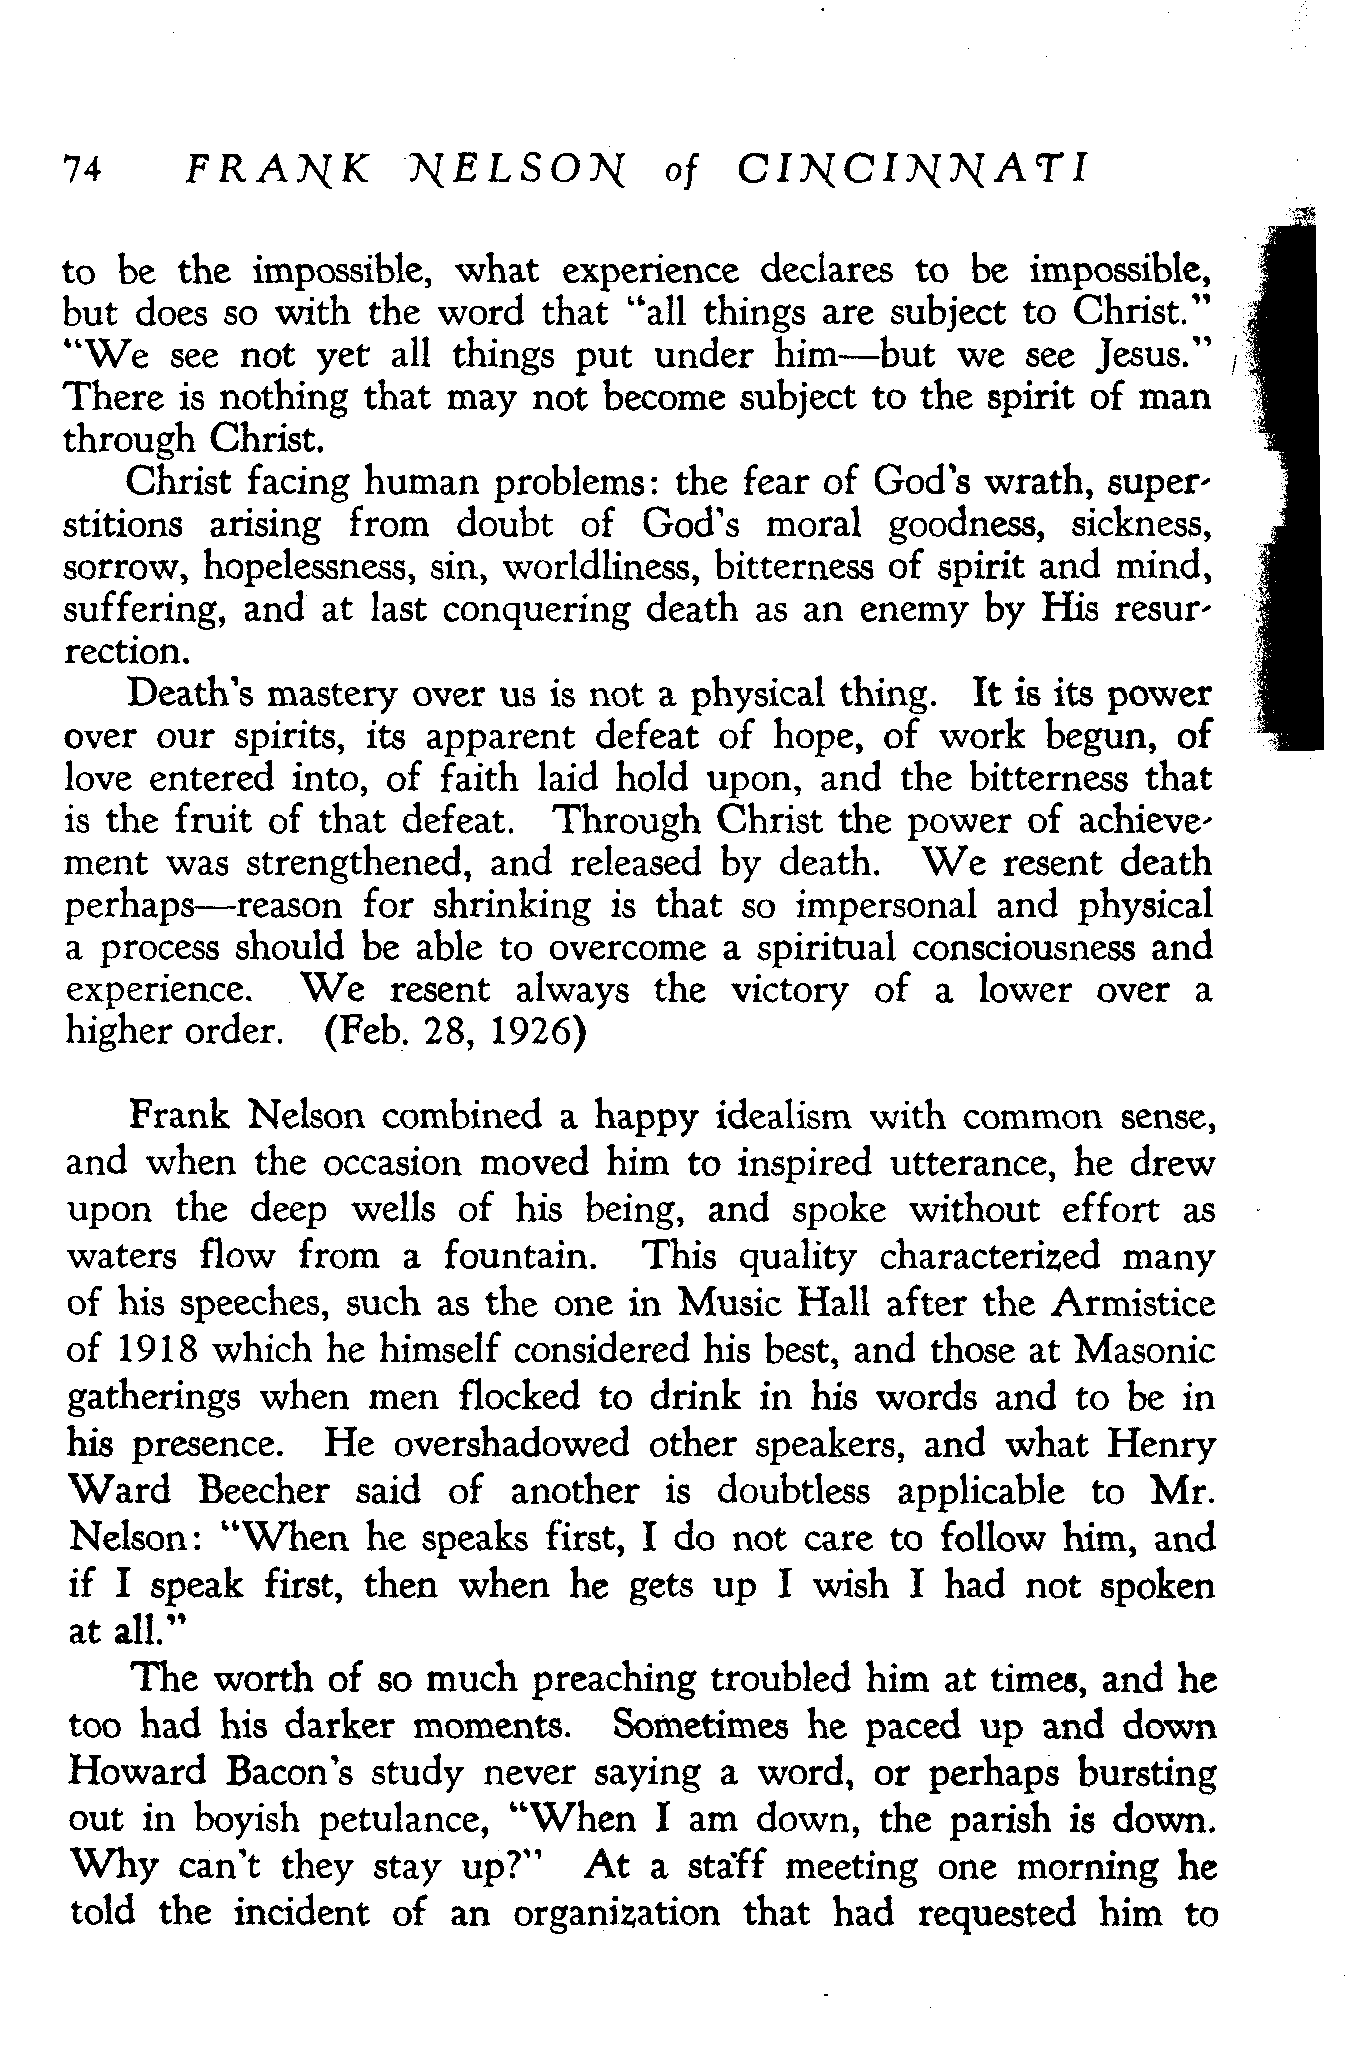 74 FRANK NELSON of CINCINNATI
to be the impossible, what experience declares to be impossible,
but does so with the word that "all things are subject to Christ."
"We see not yet all things put under him—but we see Jesus."
There is nothing that may not become subject to the spirit of man
through Christ.
Christ facing human problems: the fear of God's wrath, super-
stitions arising from doubt of God's moral goodness, sickness,
sorrow, hopelessness, sin, worldliness, bitterness of spirit and mind,
suffering, and at last conquering death as an enemy by His resur-
rection.
Death's mastery over us is not a physical thing. It is its power
over our spirits, its apparent defeat of hope, of work begun, of
love entered into, of faith laid hold upon, and the bitterness that
is the fruit of that defeat. Through Christ the power of achieve-
ment was strengthened, and released by death. We resent death
perhaps—reason for shrinking is that so impersonal and physical
a process should be able to overcome a spiritual consciousness and
experience. We resent always the victory of a lower over a
higher order. (Feb. 28, 1926)
Frank Nelson combined a happy idealism with common sense,
and when the occasion moved him to inspired utterance, he drew
upon the deep wells of his being, and spoke without effort as
waters flow from a fountain. This quality characterized many
of his speeches, such as the one in Music Hall after the Armistice
of 1918 which he himself considered his best, and those at Masonic
gatherings when men flocked to drink in his words and to be in
his presence. He overshadowed other speakers, and what Henry
Ward Beecher said of another is doubtless applicable to Mr.
Nelson: "When he speaks first, I do not care to follow him, and
if I speak first, then when he gets up I wish I had not spoken
at all."
The worth of so much preaching troubled him at times, and he
too had his darker moments. Sometimes he paced up and down
Howard Bacon's study never saying a word, or perhaps bursting
out in boyish petulance, "When I am down, the parish is down.
Why can't they stay up?" At a staff meeting one morning he
told the incident of an organization that had requested him to